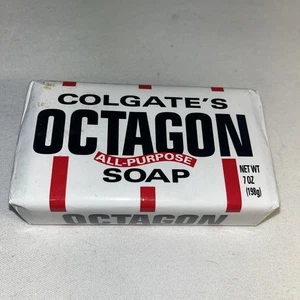 COLGATE'S
OCTAGON
ALL-PURPOSE
SOAP
NET WT
7 OZ
(198g)
OCTAGON